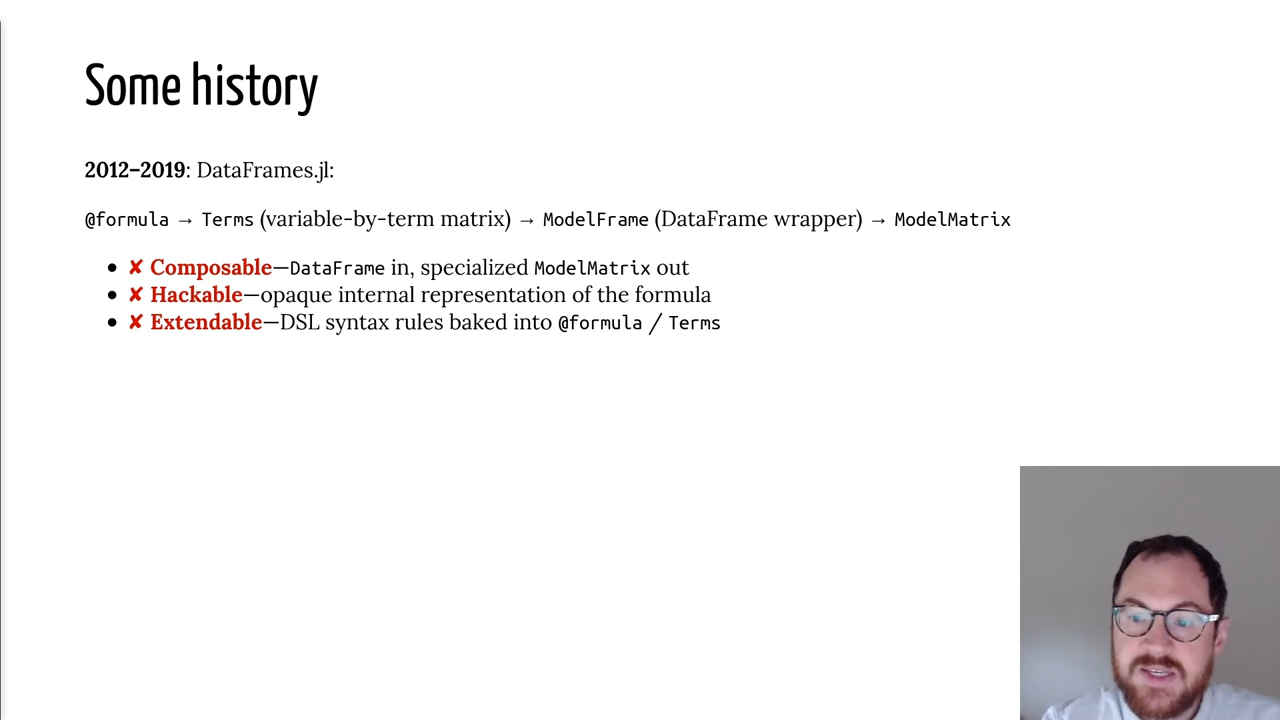 Some history
2012–2019: DataFrames.jl:
@formula → Terms (variable-by-term matrix) → ModelFrame (DataFrame wrapper) → ModelMatrix
• ✘ Composable—DataFrame in, specialized ModelMatrix out
• ✘ Hackable—opaque internal representation of the formula
• ✘ Extendable—DSL syntax rules baked into @formula / Terms